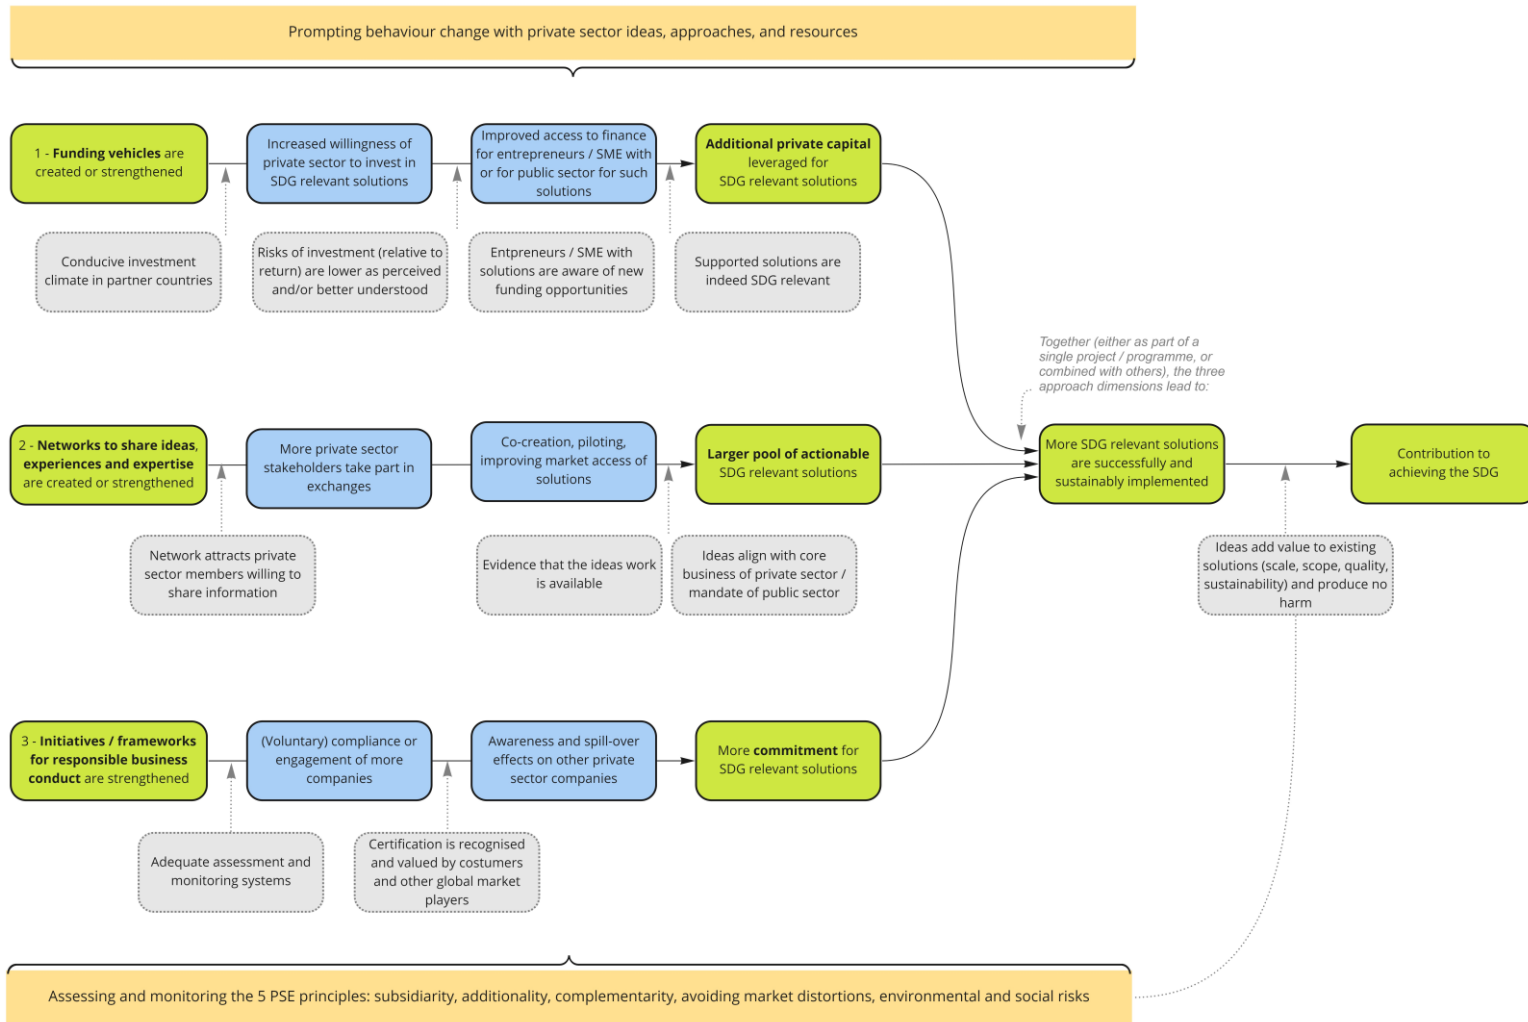 Prompting behaviour change with private sector ideas, approaches, and resources
1 - Funding vehicles are
created or strengthened
Increased willingness of
private sector to invest in
SDG relevant solutions
Improved access to finance
for entrepreneurs / SME with
or for public sector for such
solutions
Additional private capital
leveraged for
SDG relevant solutions
Conducive investment
climate in partner countries
Risks of investment (relative to
return) are lower as perceived
and/or better understood
Entpreneurs / SME with
solutions are aware of new
funding opportunities
Supported solutions are
indeed SDG relevant
Together (either as part of a
single project / programme, or
combined with others), the three
approach dimensions lead to:
2 - Networks to share ideas,
experiences and expertise
are created or strengthened
More private sector
stakeholders take part in
exchanges
Co-creation, piloting,
improving market access of
solutions
Larger pool of actionable
SDG relevant solutions
More SDG relevant solutions
are successfully and
sustainably implemented
Contribution to
achieving the SDG
Network attracts private
sector members willing to
share information
Evidence that the ideas work
is available
Ideas align with core
business of private sector /
mandate of public sector
Ideas add value to existing
solutions (scale, scope, quality,
sustainability) and produce no
harm
3 - Initiatives / frameworks
for responsible business
conduct are strengthened
(Voluntary) compliance or
engagement of more
companies
Awareness and spill-over
effects on other private
sector companies
More commitment for
SDG relevant solutions
Adequate assessment and
monitoring systems
Certification is recognised
and valued by costumers
and other global market
players
Assessing and monitoring the 5 PSE principles: subsidiarity, additionality, complementarity, avoiding market distortions, environmental and social risks